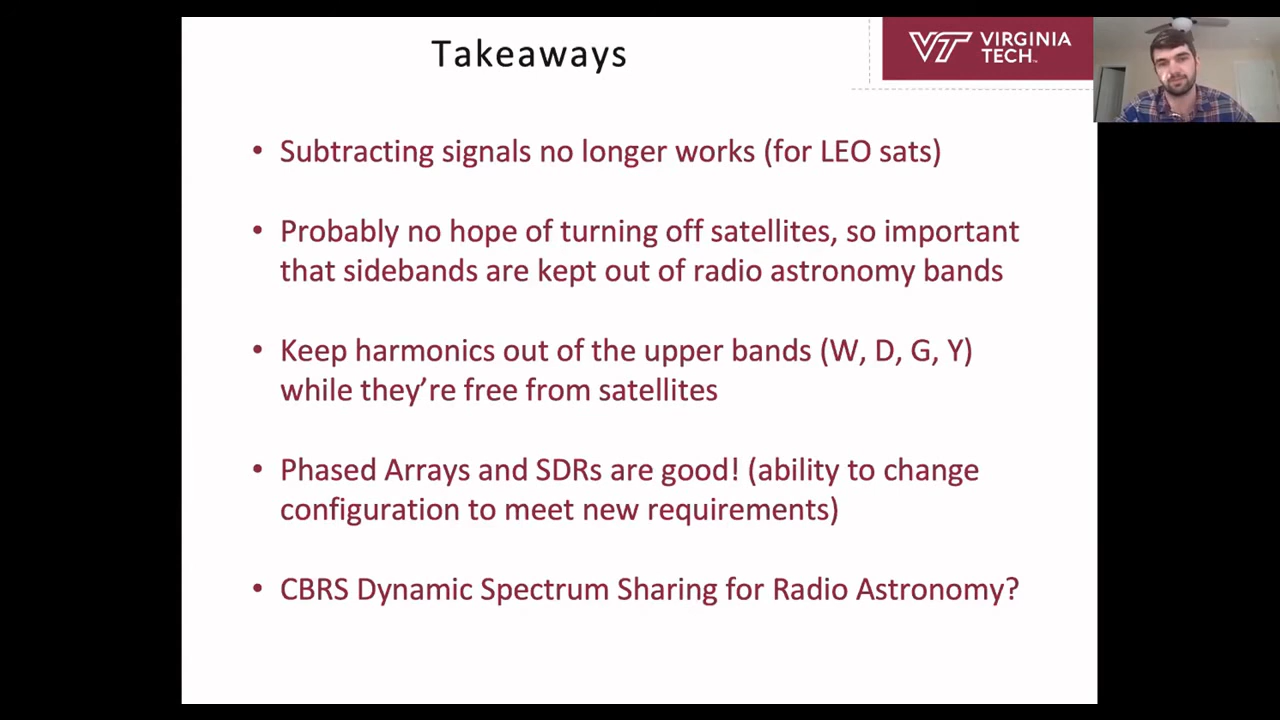 Takeaways
VT VIRGINIA
TECH™
• Subtracting signals no longer works (for LEO sats)
• Probably no hope of turning off satellites, so important
that sidebands are kept out of radio astronomy bands
• Keep harmonics out of the upper bands (W, D, G, Y)
while they’re free from satellites
• Phased Arrays and SDRs are good! (ability to change
configuration to meet new requirements)
• CBRS Dynamic Spectrum Sharing for Radio Astronomy?